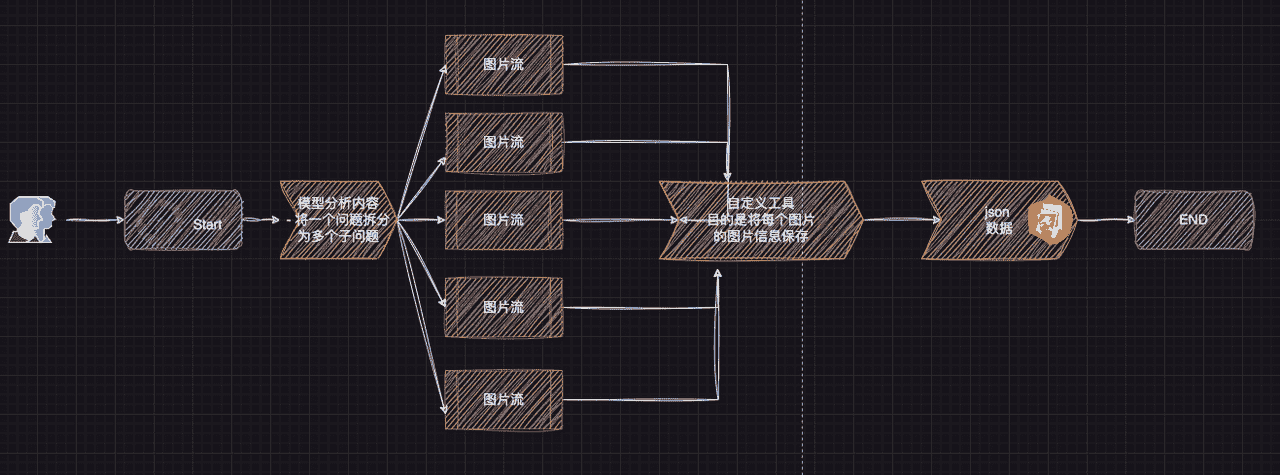 Start
模型分析内容
将一个问题拆分
为多个子问题
图片流
图片流
图片流
图片流
图片流
自定义工具
目的是将每个图片
的图片信息保存
json
数据
END